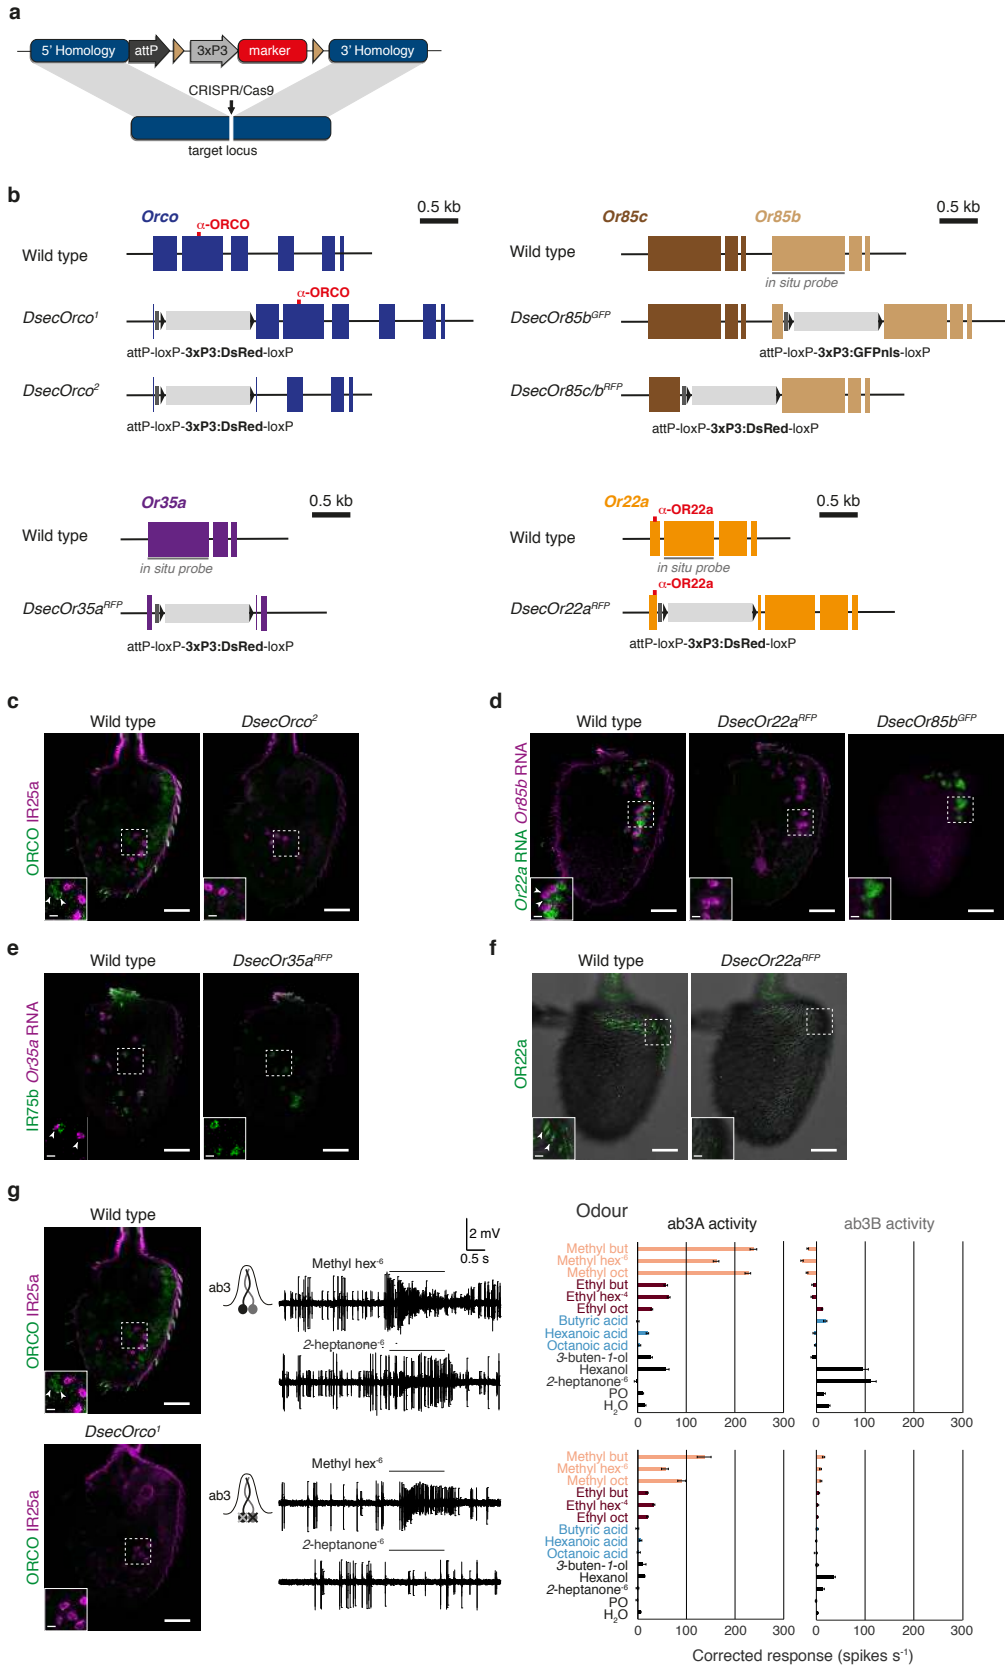 a
5' Homology attP 3xP3 marker 3' Homology
CRISPR/Cas9
target locus
b
Orco
α-ORCO
0.5 kb
Wild type
α-ORCO
DsecOrco1
attP-loxP-3xP3:DsRed-loxP
DsecOrco2
attP-loxP-3xP3:DsRed-loxP
Or85c Or85b
0.5 kb
Wild type
in situ probe
DsecOr85bGFP
attP-loxP-3xP3:GFPnls-loxP
DsecOr85c/bRFP
attP-loxP-3xP3:DsRed-loxP
Or35a
0.5 kb
Wild type
in situ probe
DsecOr35aRFP
attP-loxP-3xP3:DsRed-loxP
Or22a
α-OR22a
0.5 kb
Wild type
in situ probe
α-OR22a
DsecOr22aRFP
attP-loxP-3xP3:DsRed-loxP
c
Wild type DsecOrco2
ORCO IR25a
d
Wild type DsecOr22aRFP DsecOr85bGFP
Or22a RNA Or85b RNA
e
Wild type DsecOr35aRFP
IR75b Or35a RNA
f
Wild type DsecOr22aRFP
OR22a
g
Wild type
ORCO IR25a
DsecOrco1
ORCO IR25a
2 mV
0.5 s
Methyl hex-6
ab3
2-heptanone-6
Methyl hex-6
ab3
2-heptanone-6
Odour ab3A activity ab3B activity
Methyl but
Methyl hex-6
Methyl oct
Ethyl but
Ethyl hex-4
Ethyl oct
Butyric acid
Hexanoic acid
Octanoic acid
3-buten-1-ol
Hexanol
2-heptanone-6
PO
H2O
0 100 200 300 0 100 200 300
Methyl but
Methyl hex-6
Methyl oct
Ethyl but
Ethyl hex-4
Ethyl oct
Butyric acid
Hexanoic acid
Octanoic acid
3-buten-1-ol
Hexanol
2-heptanone-6
PO
H2O
0 100 200 300 0 100 200 300
Corrected response (spikes s-1)